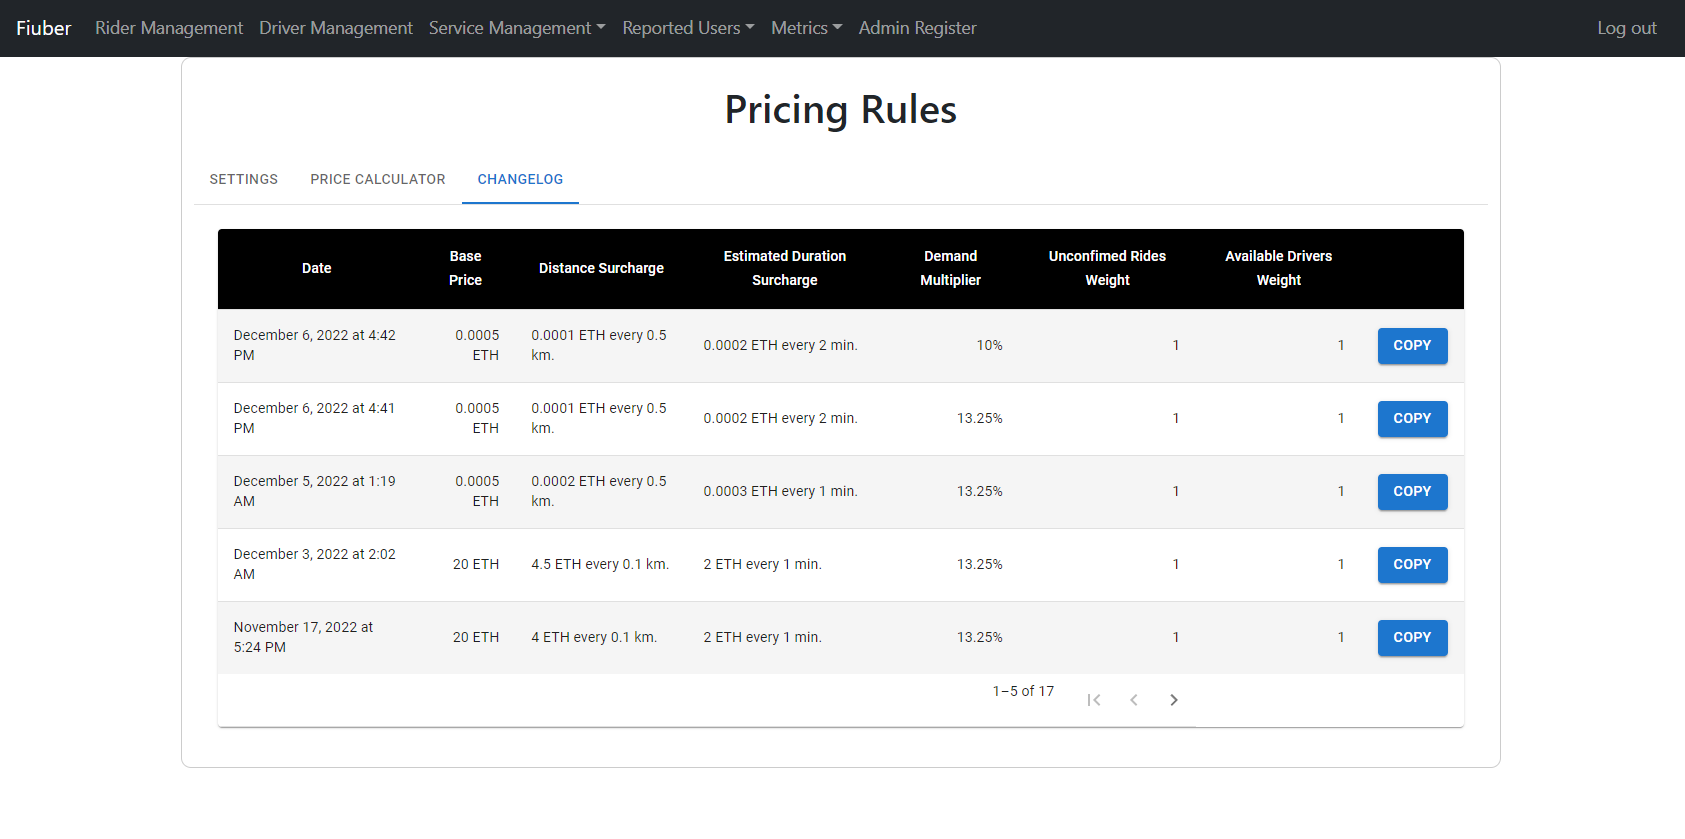 Fiuber Rider Management Driver Management Service Management Reported Users Metrics Admin Register Log out
Pricing Rules
SETTINGS PRICE CALCULATOR CHANGELOG
Date Base Price Distance Surcharge Estimated Duration Surcharge Demand Multiplier Unconfimed Rides Weight Available Drivers Weight
December 6, 2022 at 4:42 PM 0.0005 ETH 0.0001 ETH every 0.5 km. 0.0002 ETH every 2 min. 10% 1 1 COPY
December 6, 2022 at 4:41 PM 0.0005 ETH 0.0001 ETH every 0.5 km. 0.0002 ETH every 2 min. 13.25% 1 1 COPY
December 5, 2022 at 1:19 AM 0.0005 ETH 0.0002 ETH every 0.5 km. 0.0003 ETH every 1 min. 13.25% 1 1 COPY
December 3, 2022 at 2:02 AM 20 ETH 4.5 ETH every 0.1 km. 2 ETH every 1 min. 13.25% 1 1 COPY
November 17, 2022 at 5:24 PM 20 ETH 4 ETH every 0.1 km. 2 ETH every 1 min. 13.25% 1 1 COPY
1–5 of 17